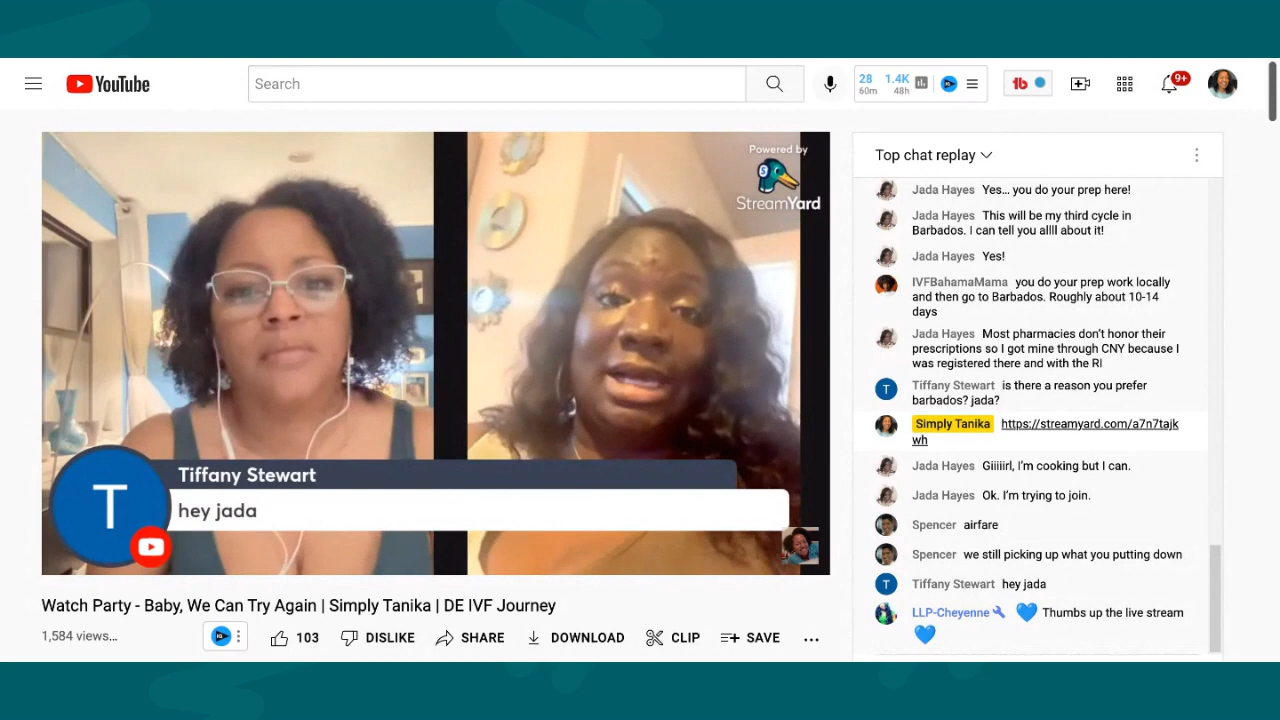 YouTube
Search
28 1.4K
60m 48h
9+
Powered by
StreamYard
Tiffany Stewart
T
hey jada
Watch Party - Baby, We Can Try Again | Simply Tanika | DE IVF Journey
1,584 views...
103
DISLIKE
SHARE
DOWNLOAD
CLIP
SAVE
Top chat replay
Jada Hayes Yes... you do your prep here!
Jada Hayes This will be my third cycle in
Barbados. I can tell you allll about it!
Jada Hayes Yes!
IVFBahamaMama you do your prep work locally
and then go to Barbados. Roughly about 10-14
days
Jada Hayes Most pharmacies don't honor their
prescriptions so I got mine through CNY because I
was registered there and with the RI
T Tiffany Stewart is there a reason you prefer
barbados? jada?
Simply Tanika https://streamyard.com/a7n7tajk
wh
Jada Hayes Giiiiirl, I'm cooking but I can.
Jada Hayes Ok. I'm trying to join.
Spencer airfare
Spencer we still picking up what you putting down
T Tiffany Stewart hey jada
LLP-Cheyenne 💙 Thumbs up the live stream
💙